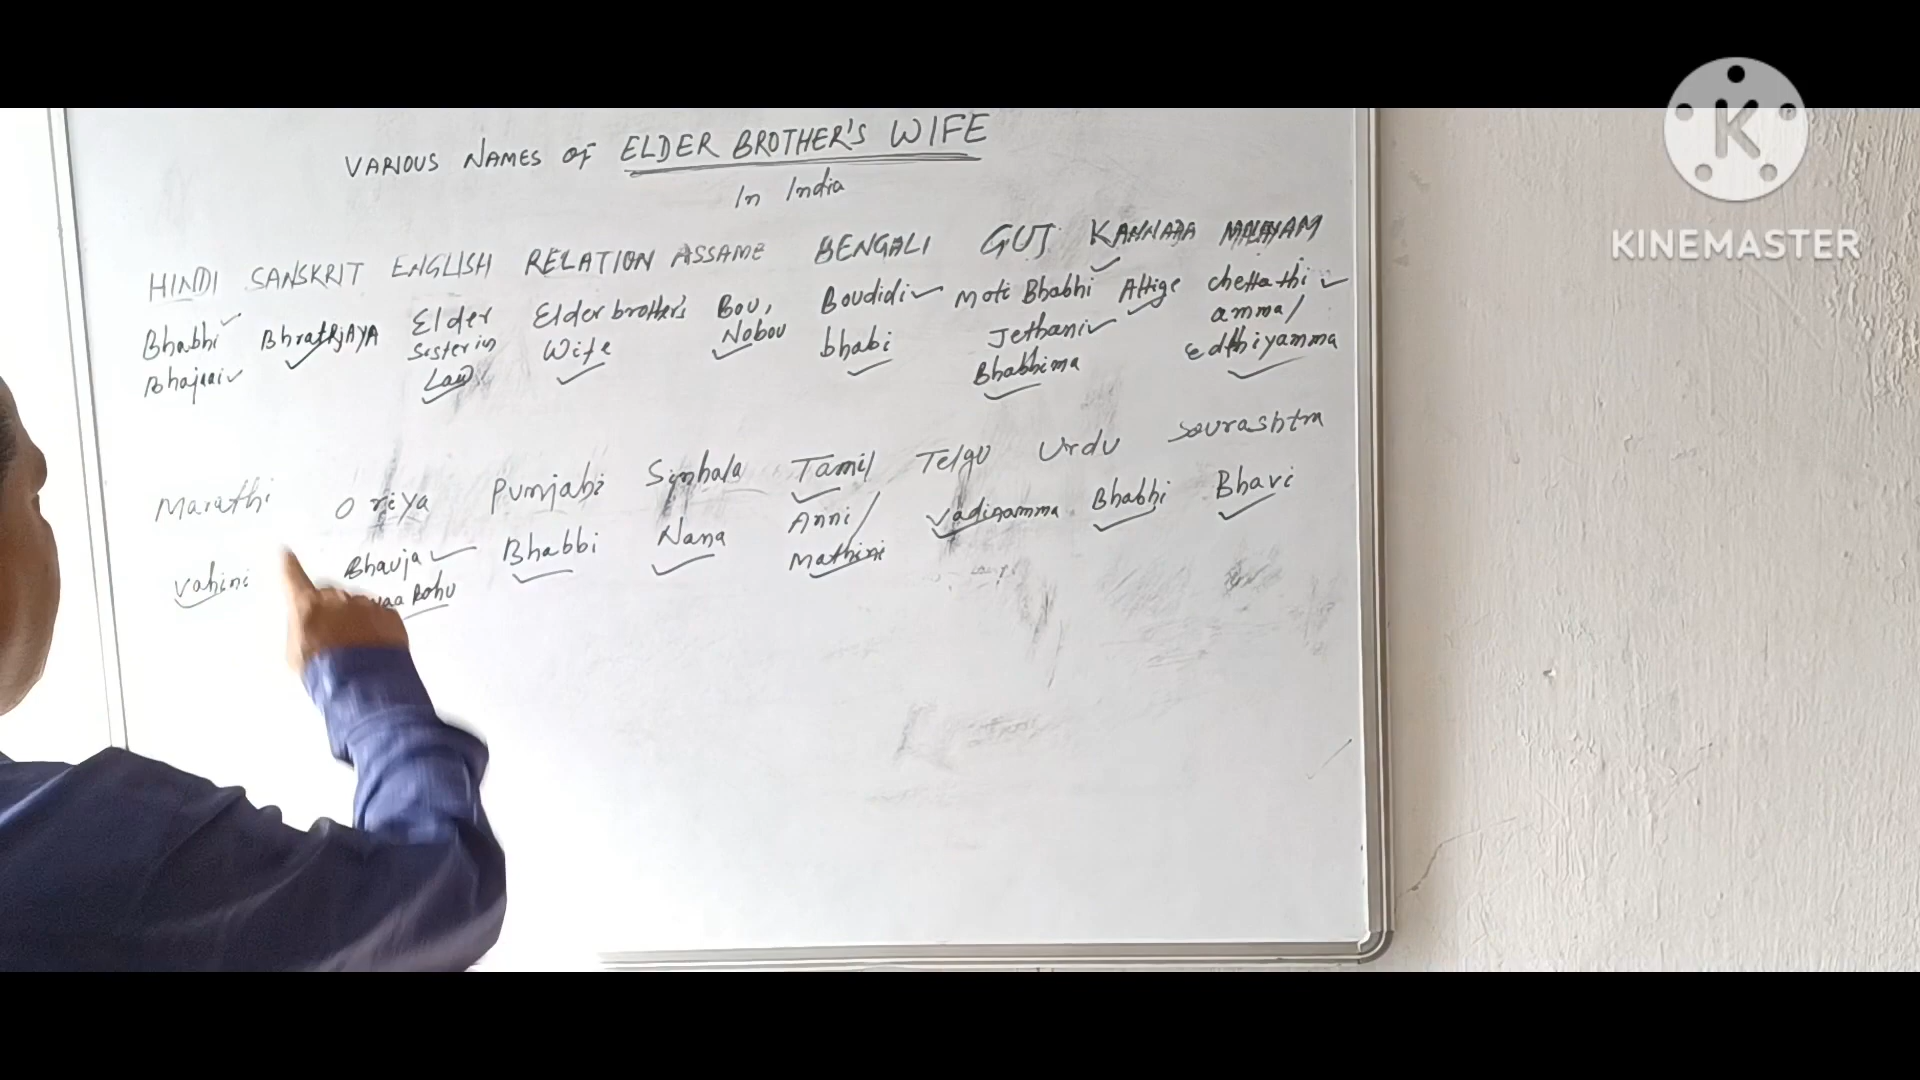 VARIOUS NAMES OF ELDER BROTHER'S WIFE
In India
HINDI SANSKRIT ENGLISH RELATION ASSAME BENGALI GUJ KANNADA MALAYAM
Bhabhi BhratRJAYA Elder Elder brother's Bou, Boudidi Moti Bhabhi Attige chettathi
Bhajaai Sister in Wife Nobou bhabi Jethani amma/
Law Bhabhima edthiyamma
Marathi Oriya Punjabi Sinhala Tamil Telgu Urdu Sourashtra
Vahini Bhauja Bhabbi Nana Anni/ Vadinamma Bhabhi Bhavi
Bohu Mathini
K
KINEMASTER